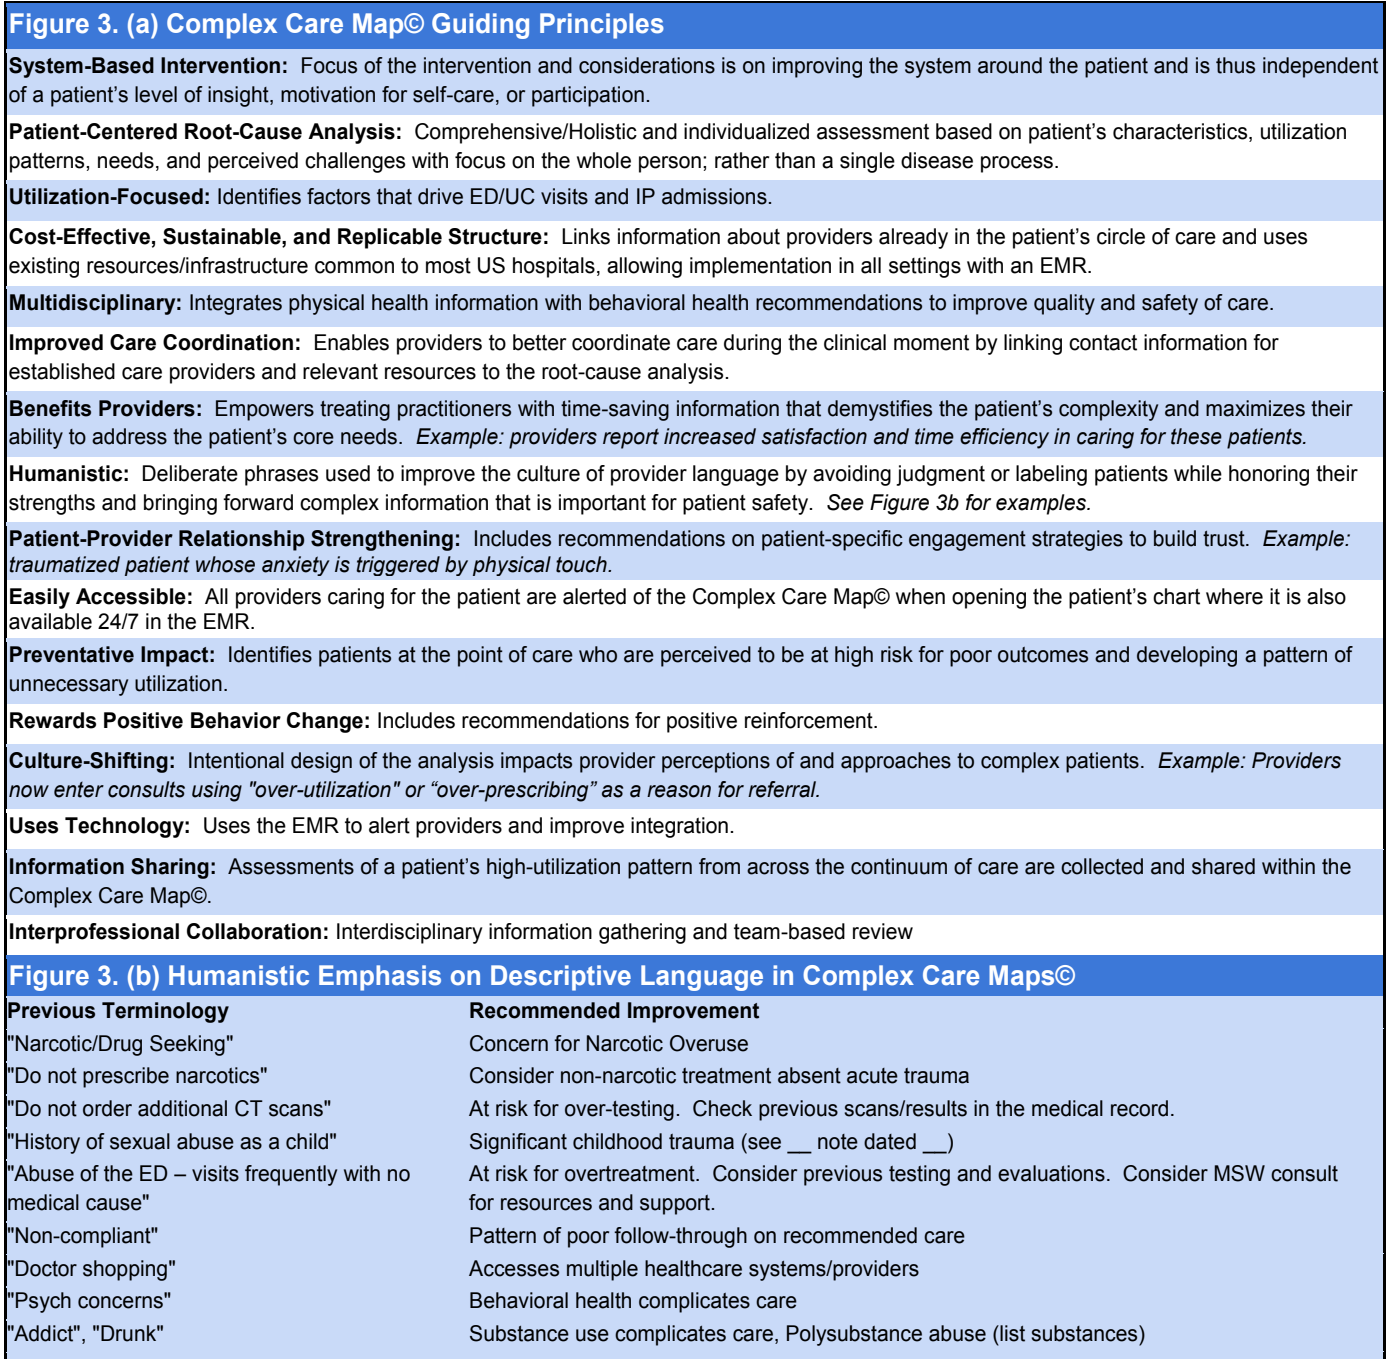 Figure 3. (a) Complex Care Map© Guiding Principles
System-Based Intervention: Focus of the intervention and considerations is on improving the system around the patient and is thus independent
of a patient's level of insight, motivation for self-care, or participation.
Patient-Centered Root-Cause Analysis: Comprehensive/Holistic and individualized assessment based on patient's characteristics, utilization
patterns, needs, and perceived challenges with focus on the whole person; rather than a single disease process.
Utilization-Focused: Identifies factors that drive ED/UC visits and IP admissions.
Cost-Effective, Sustainable, and Replicable Structure: Links information about providers already in the patient's circle of care and uses
existing resources/infrastructure common to most US hospitals, allowing implementation in all settings with an EMR.
Multidisciplinary: Integrates physical health information with behavioral health recommendations to improve quality and safety of care.
Improved Care Coordination: Enables providers to better coordinate care during the clinical moment by linking contact information for
established care providers and relevant resources to the root-cause analysis.
Benefits Providers: Empowers treating practitioners with time-saving information that demystifies the patient's complexity and maximizes their
ability to address the patient's core needs. Example: providers report increased satisfaction and time efficiency in caring for these patients.
Humanistic: Deliberate phrases used to improve the culture of provider language by avoiding judgment or labeling patients while honoring their
strengths and bringing forward complex information that is important for patient safety. See Figure 3b for examples.
Patient-Provider Relationship Strengthening: Includes recommendations on patient-specific engagement strategies to build trust. Example:
traumatized patient whose anxiety is triggered by physical touch.
Easily Accessible: All providers caring for the patient are alerted of the Complex Care Map© when opening the patient's chart where it is also
available 24/7 in the EMR.
Preventative Impact: Identifies patients at the point of care who are perceived to be at high risk for poor outcomes and developing a pattern of
unnecessary utilization.
Rewards Positive Behavior Change: Includes recommendations for positive reinforcement.
Culture-Shifting: Intentional design of the analysis impacts provider perceptions of and approaches to complex patients. Example: Providers
now enter consults using "over-utilization" or “over-prescribing” as a reason for referral.
Uses Technology: Uses the EMR to alert providers and improve integration.
Information Sharing: Assessments of a patient's high-utilization pattern from across the continuum of care are collected and shared within the
Complex Care Map©.
Interprofessional Collaboration: Interdisciplinary information gathering and team-based review
Figure 3. (b) Humanistic Emphasis on Descriptive Language in Complex Care Maps©
Previous Terminology Recommended Improvement
"Narcotic/Drug Seeking" Concern for Narcotic Overuse
"Do not prescribe narcotics" Consider non-narcotic treatment absent acute trauma
"Do not order additional CT scans" At risk for over-testing. Check previous scans/results in the medical record.
"History of sexual abuse as a child" Significant childhood trauma (see __ note dated __)
"Abuse of the ED – visits frequently with no At risk for overtreatment. Consider previous testing and evaluations. Consider MSW consult
medical cause" for resources and support.
"Non-compliant" Pattern of poor follow-through on recommended care
"Doctor shopping" Accesses multiple healthcare systems/providers
"Psych concerns" Behavioral health complicates care
"Addict", "Drunk" Substance use complicates care, Polysubstance abuse (list substances)